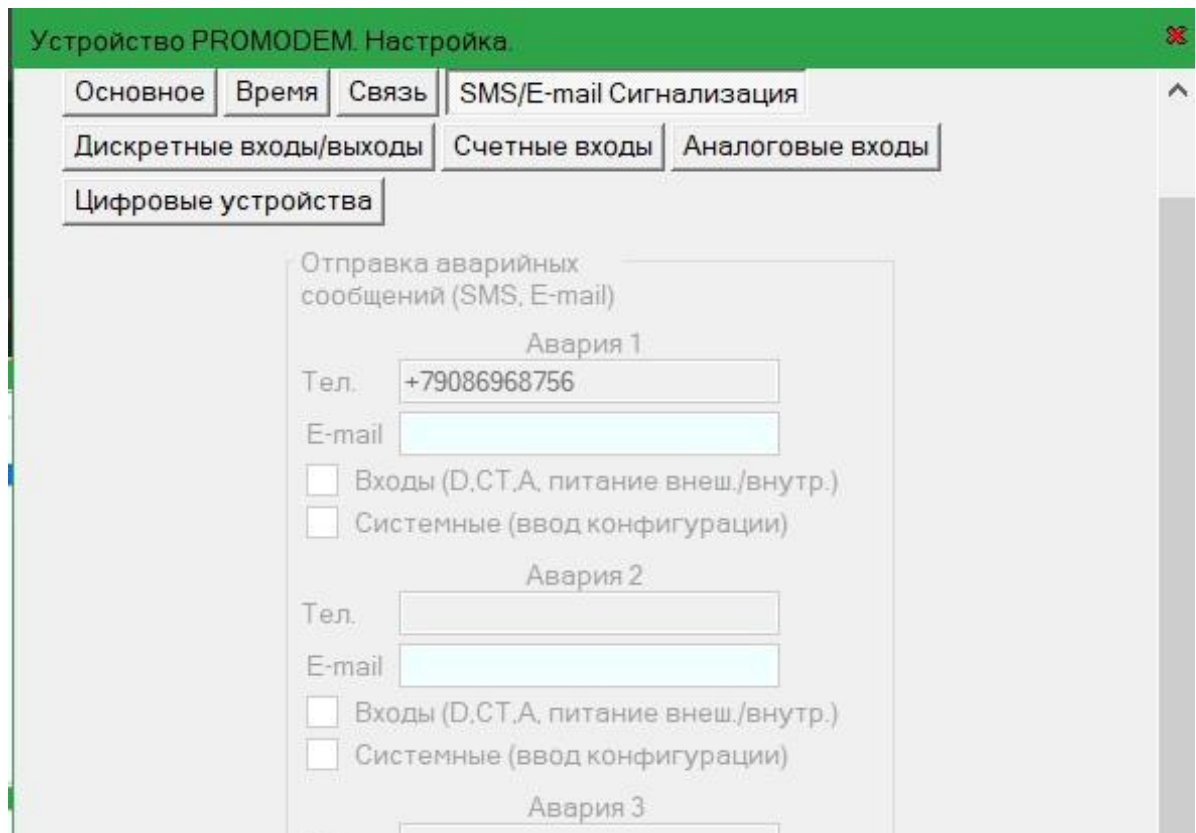 Устройство PROMODEM. Настройка.
Основное Время Связь SMS/E-mail Сигнализация
Дискретные входы/выходы Счетные входы Аналоговые входы
Цифровые устройства
Отправка аварийных
сообщений (SMS, E-mail)
Авария 1
Тел. +79086968756
E-mail
Входы (D,CT,A, питание внеш./внутр.)
Системные (ввод конфигурации)
Авария 2
Тел.
E-mail
Входы (D,CT,A, питание внеш./внутр.)
Системные (ввод конфигурации)
Авария 3